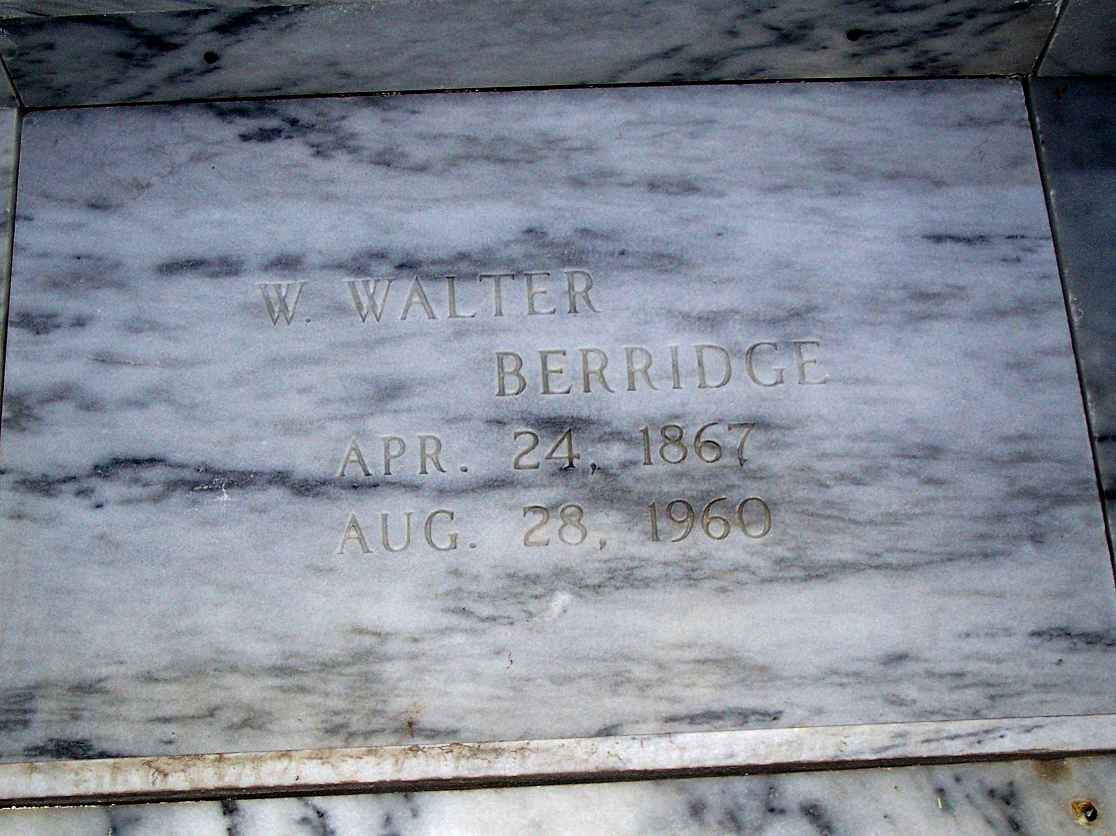 W. WALTER
BERRIDGE
APR. 24, 1867
AUG. 28, 1960